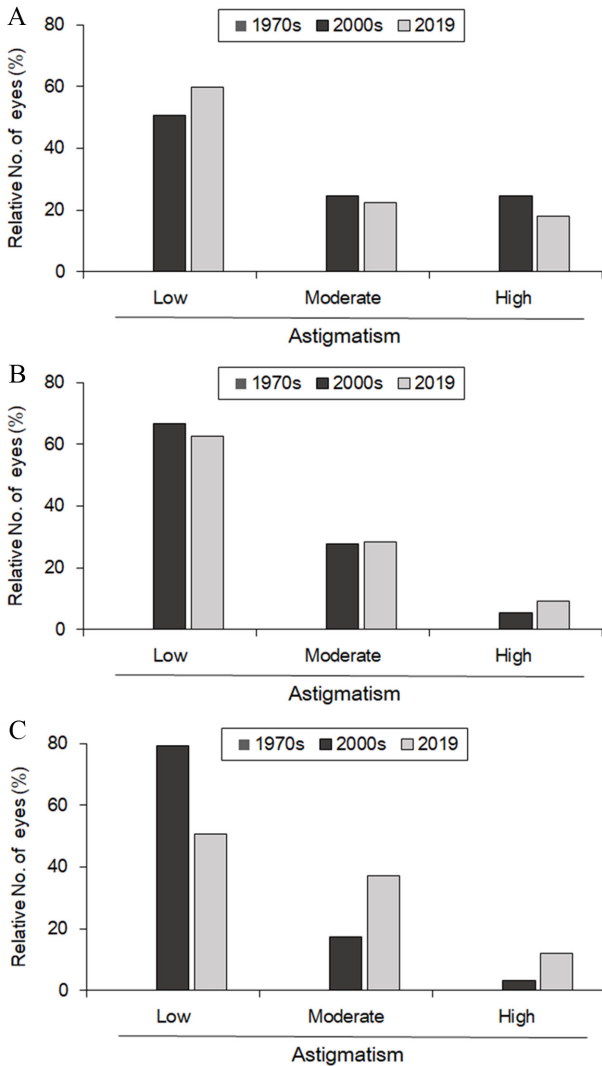 A
80
60
40
20
0
Relative No. of eyes (%)
1970s 2000s 2019
Low Moderate High
Astigmatism
B
80
60
40
20
0
Relative No. of eyes (%)
1970s 2000s 2019
Low Moderate High
Astigmatism
C
80
60
40
20
0
Relative No. of eyes (%)
1970s 2000s 2019
Low Moderate High
Astigmatism